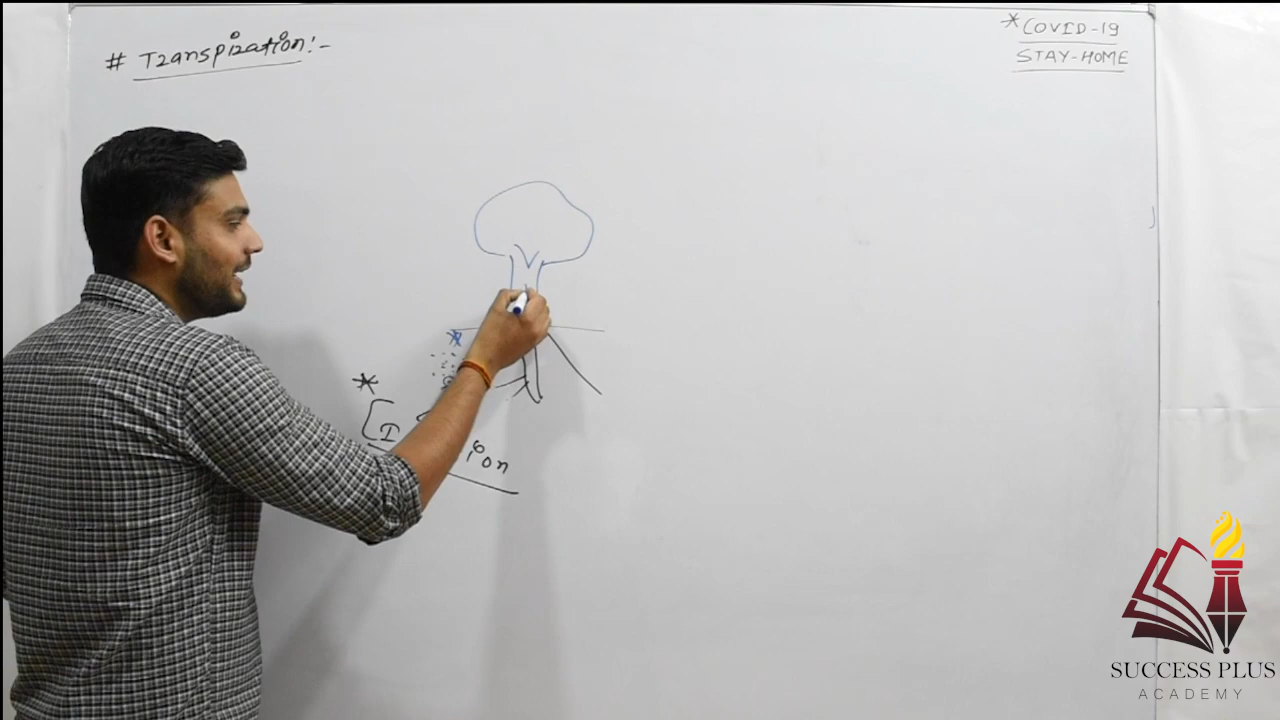 # Transpiration:-
* COVID-19
STAY-HOME
SUCCESS PLUS
ACADEMY